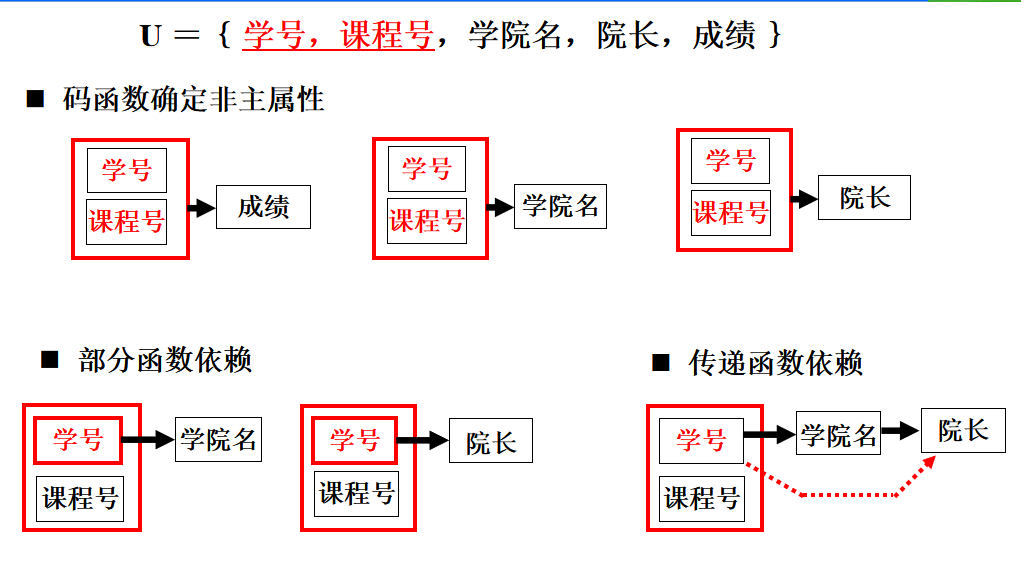 U = { 学号，课程号，学院名，院长，成绩 }
■ 码函数确定非主属性
学号
课程号
成绩
学号
课程号
学院名
学号
课程号
院长
■ 部分函数依赖
学号
学院名
课程号
学号
院长
课程号
■ 传递函数依赖
学号
学院名
院长
课程号